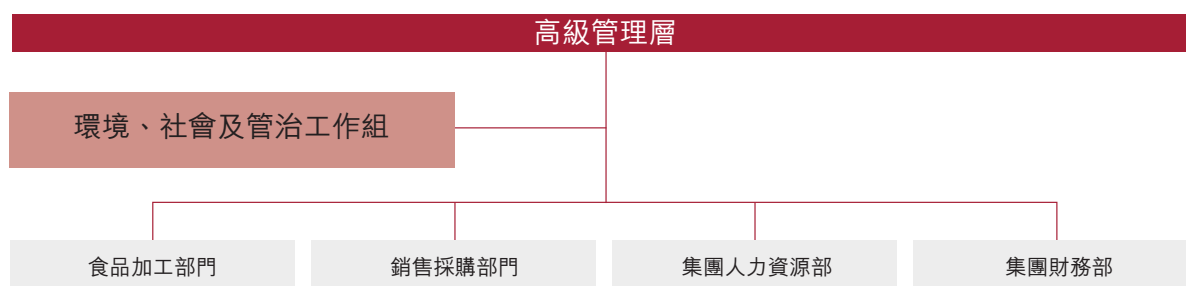 高級管理層
環境、社會及管治工作組
食品加工部門
銷售採購部門
集團人力資源部
集團財務部